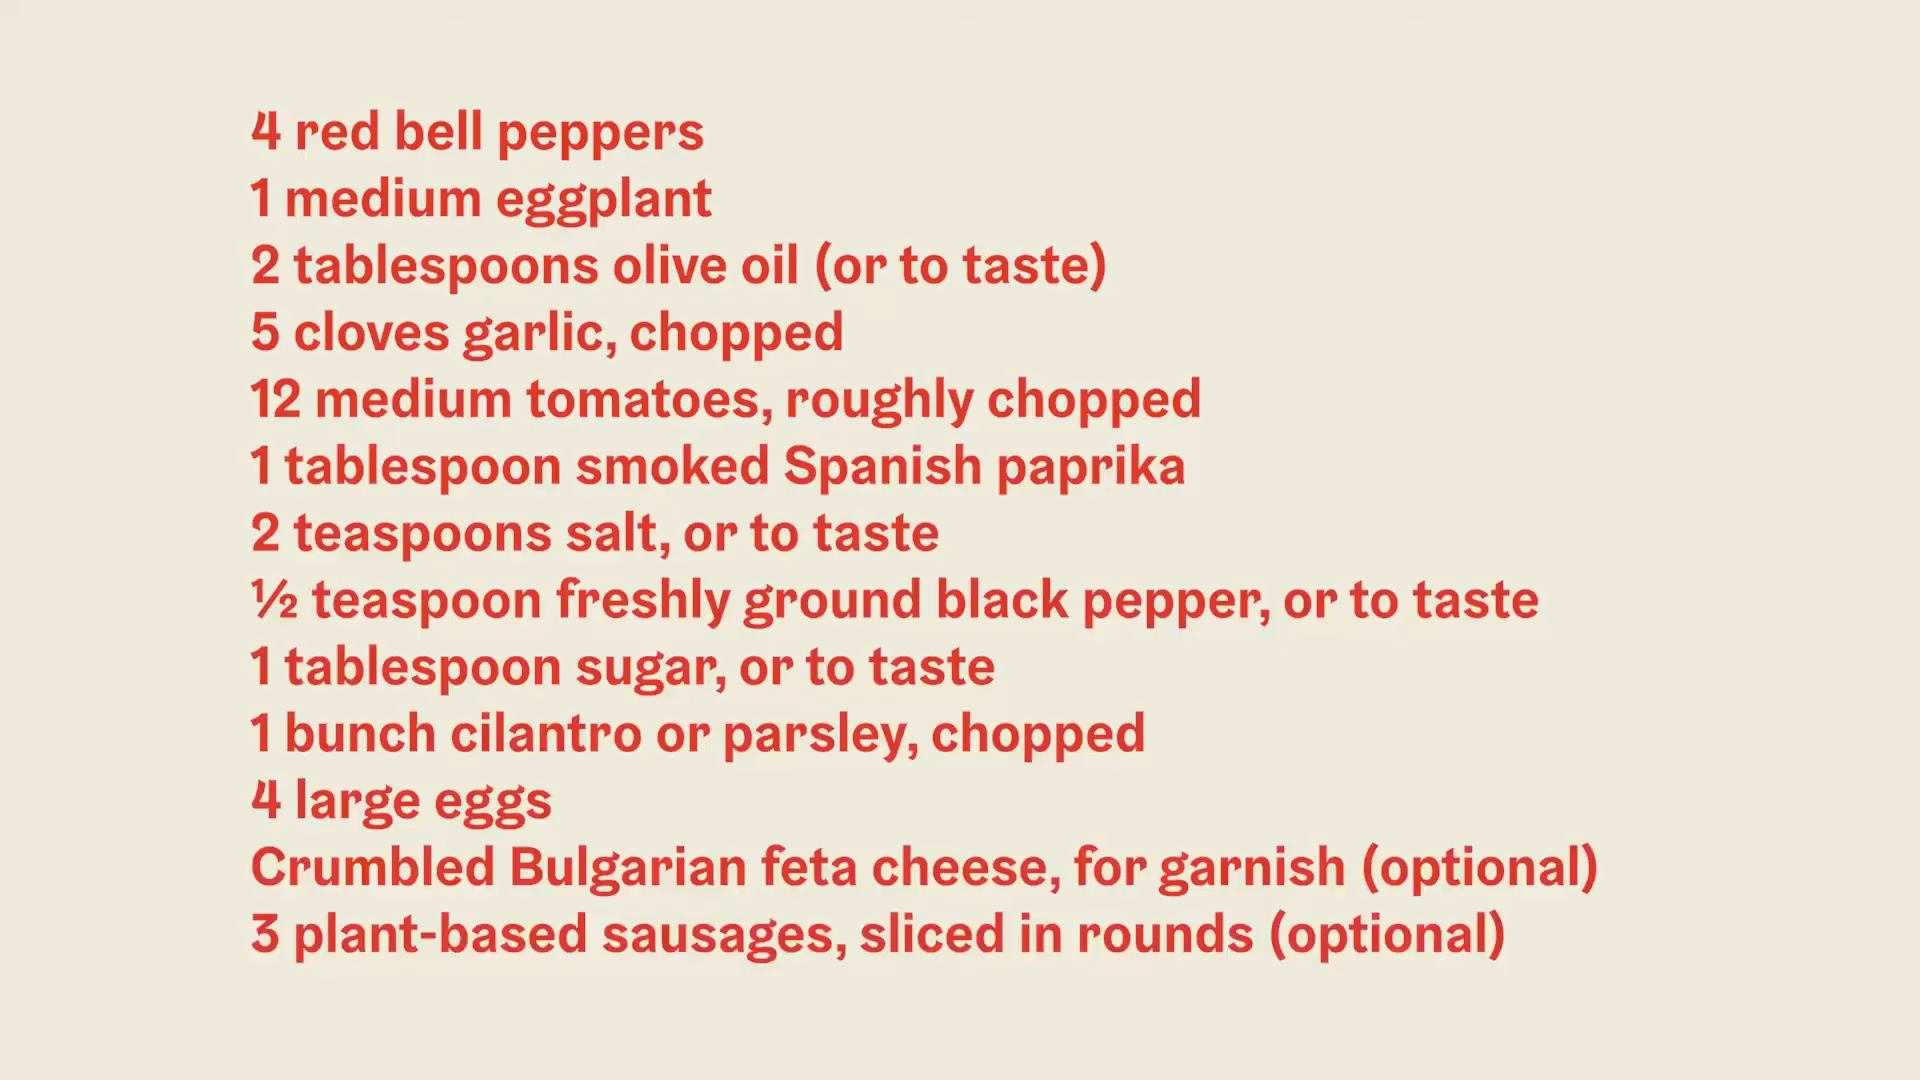 4 red bell peppers
1 medium eggplant
2 tablespoons olive oil (or to taste)
5 cloves garlic, chopped
12 medium tomatoes, roughly chopped
1 tablespoon smoked Spanish paprika
2 teaspoons salt, or to taste
½ teaspoon freshly ground black pepper, or to taste
1 tablespoon sugar, or to taste
1 bunch cilantro or parsley, chopped
4 large eggs
Crumbled Bulgarian feta cheese, for garnish (optional)
3 plant-based sausages, sliced in rounds (optional)